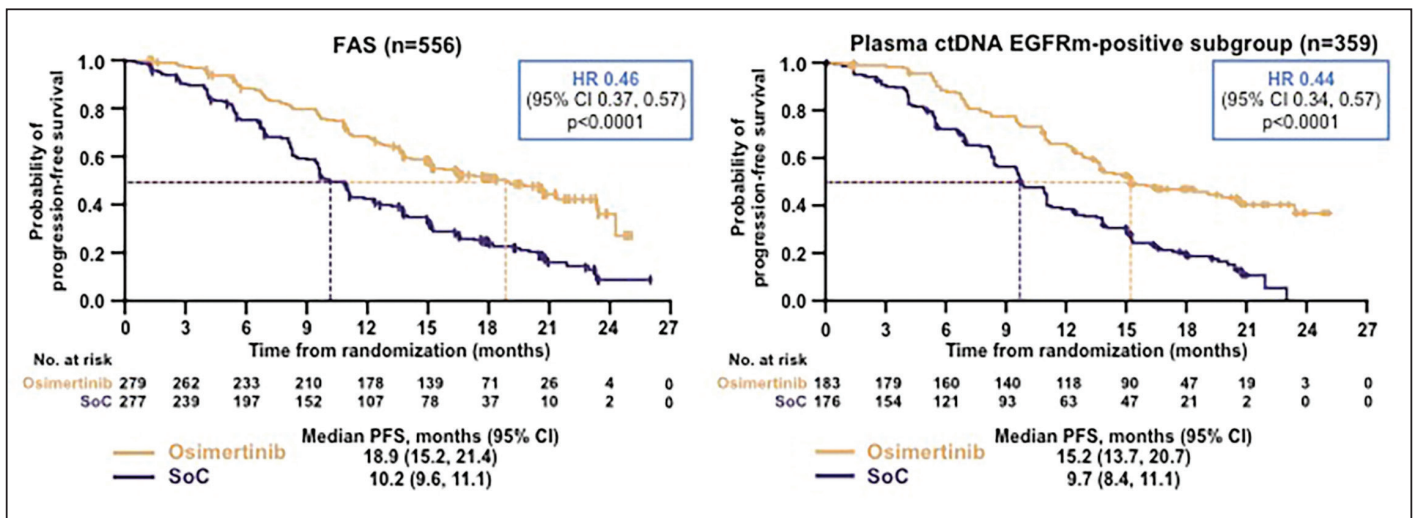 FAS (n=556)
HR 0.46
(95% CI 0.37, 0.57)
p<0.0001
Probability of
progression-free survival
1.0
0.8
0.6
0.4
0.2
0.0
0 3 6 9 12 15 18 21 24 27
Time from randomization (months)
No. at risk
Osimertinib 279 262 233 210 178 139 71 26 4 0
SoC 277 239 197 152 107 78 37 10 2 0
Median PFS, months (95% CI)
Osimertinib 18.9 (15.2, 21.4)
SoC 10.2 (9.6, 11.1)
Plasma ctDNA EGFRm-positive subgroup (n=359)
HR 0.44
(95% CI 0.34, 0.57)
p<0.0001
Probability of
progression-free survival
1.0
0.8
0.6
0.4
0.2
0.0
0 3 6 9 12 15 18 21 24 27
Time from randomization (months)
No. at risk
Osimertinib 183 179 160 140 118 90 47 19 3 0
SoC 176 154 121 93 63 47 21 2 0 0
Median PFS, months (95% CI)
Osimertinib 15.2 (13.7, 20.7)
SoC 9.7 (8.4, 11.1)